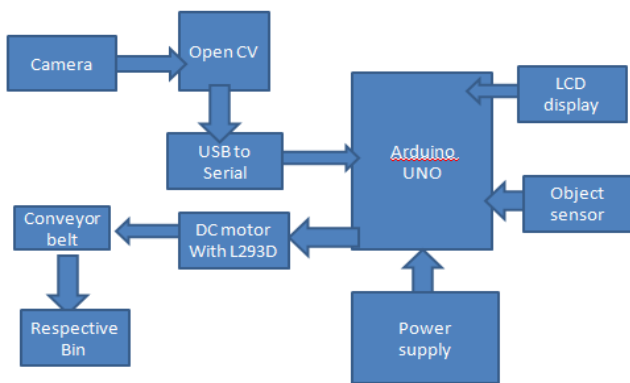 Camera
Open CV
USB to
Serial
Arduino
UNO
LCD
display
Object
sensor
Conveyor
belt
DC motor
With L293D
Respective
Bin
Power
supply